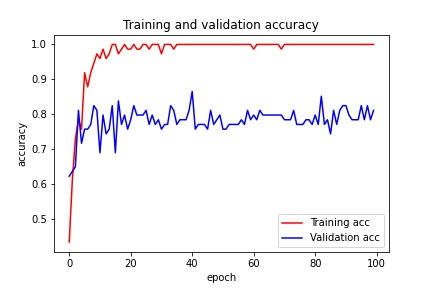 Training and validation accuracy
accuracy
1.0
0.9
0.8
0.7
0.6
0.5
Training acc
Validation acc
0 20 40 60 80 100
epoch